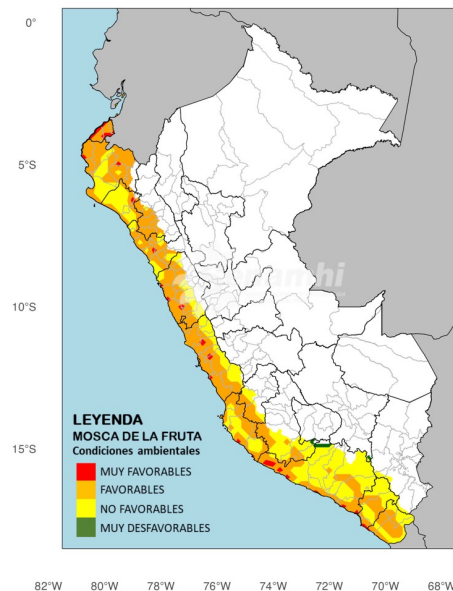 0°
5°S
10°S
15°S
LEYENDA
MOSCA DE LA FRUTA
Condiciones ambientales
MUY FAVORABLES
FAVORABLES
NO FAVORABLES
MUY DESFAVORABLES
82°W 80°W 78°W 76°W 74°W 72°W 70°W 68°W